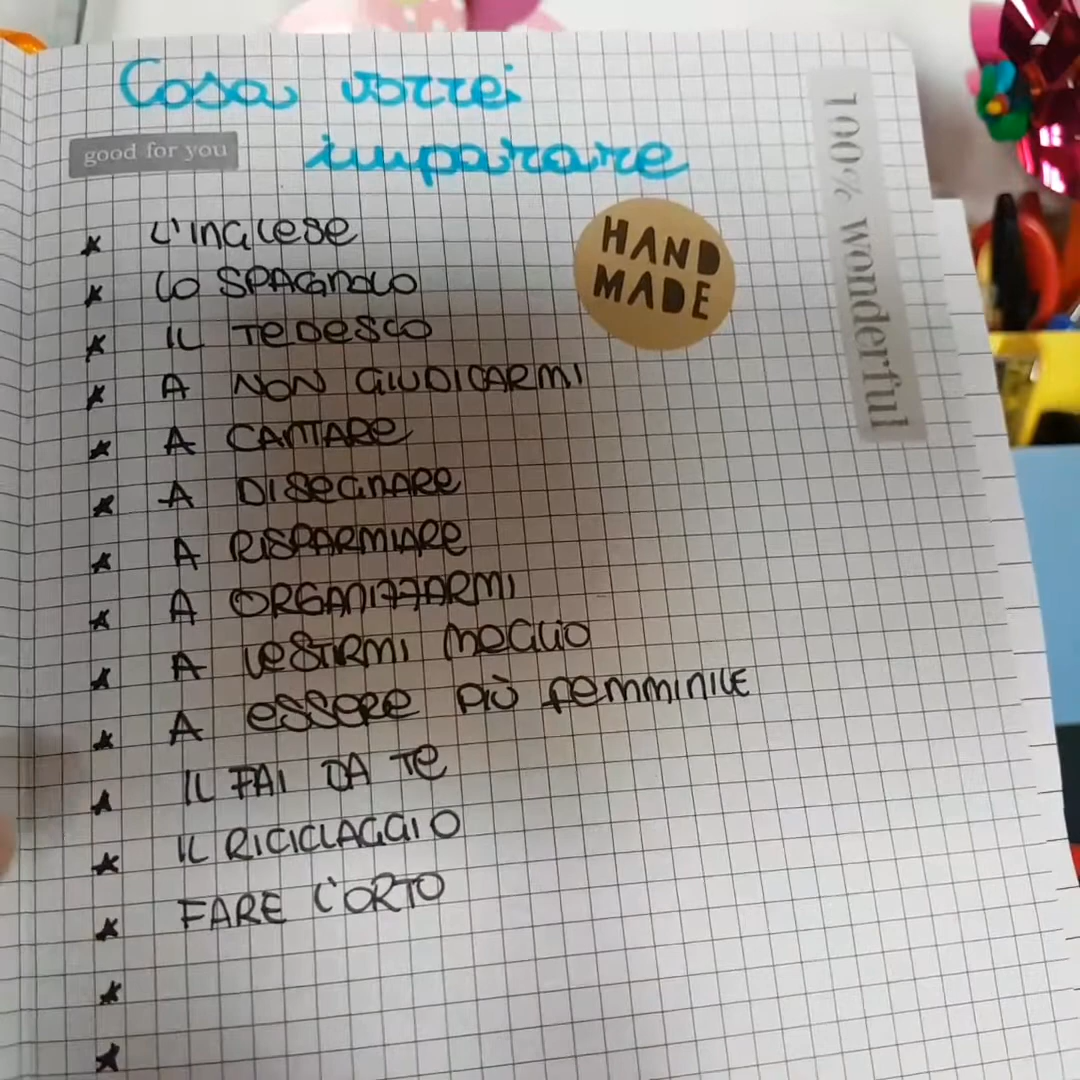 Cosa vorrei
imparare
good for you
100% wonderful
HAND
MADE
L'INGLESE
LO SPAGNOLO
IL TEDESCO
A NON GIUDICARMI
A CANTARE
A DISEGNARE
A RISPARMIARE
A ORGANIZZARMI
A VESTIRMI MEGLIO
A ESSERE PIÙ FEMMINILE
IL FAI DA TE
IL RICICLAGGIO
FARE L'ORTO